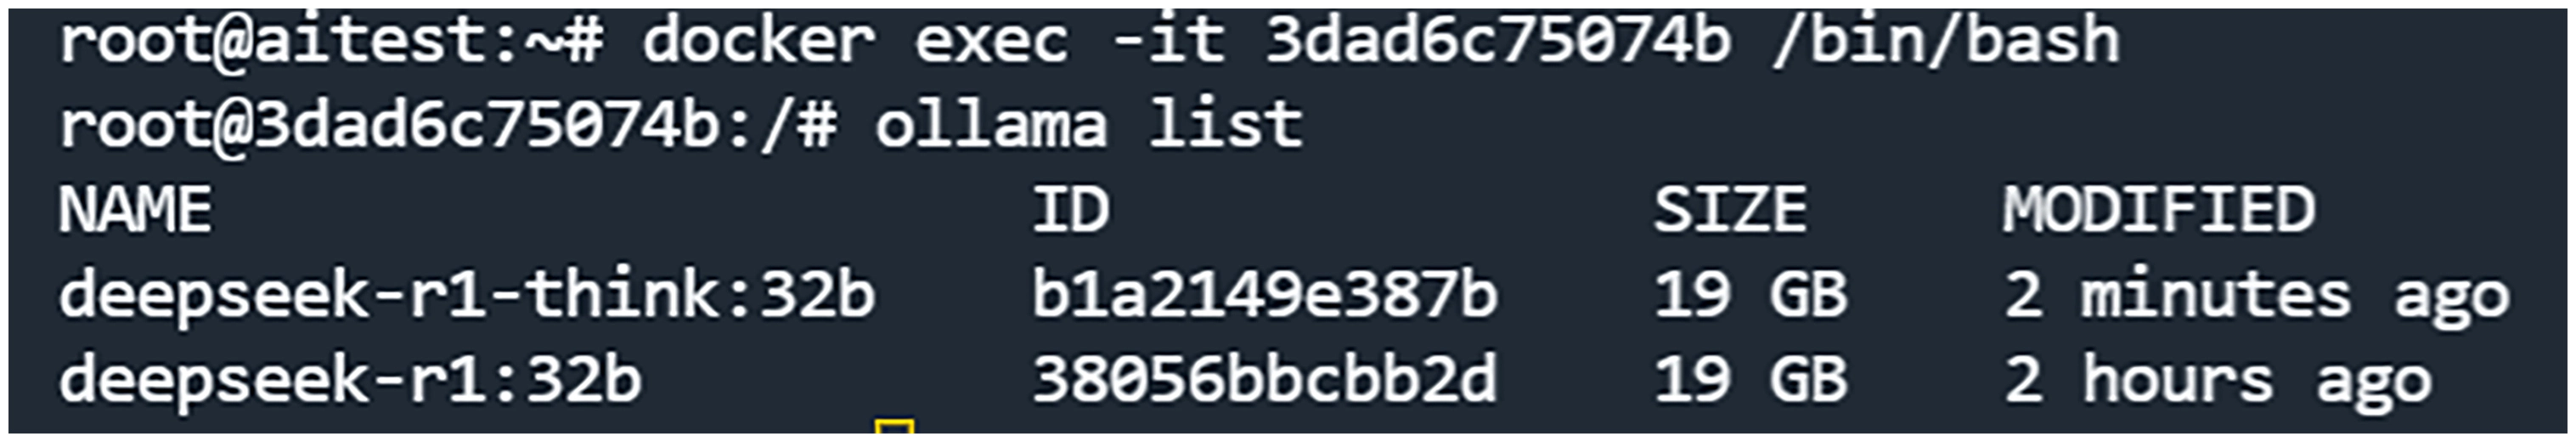 root@aitest:~# docker exec -it 3dad6c75074b /bin/bash
root@3dad6c75074b:/# ollama list
NAME ID SIZE MODIFIED
deepseek-r1-think:32b b1a2149e387b 19 GB 2 minutes ago
deepseek-r1:32b 38056bbcbb2d 19 GB 2 hours ago